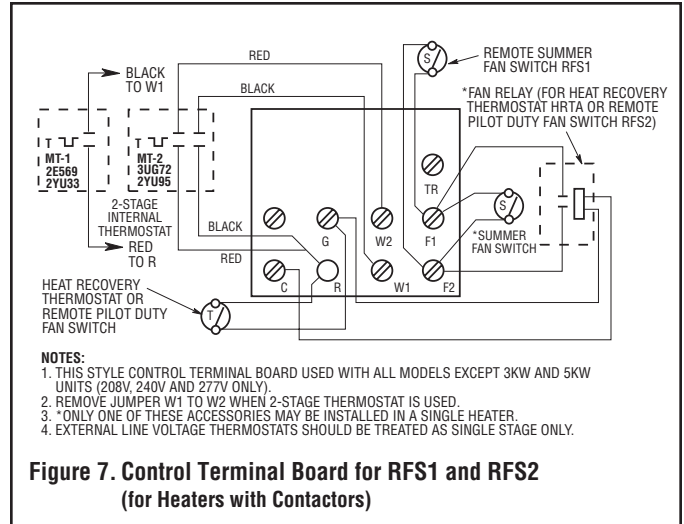 RED
BLACK
TO W1
BLACK
S
REMOTE SUMMER
FAN SWITCH RFS1
*FAN RELAY (FOR HEAT RECOVERY
THERMOSTAT HRTA OR REMOTE
PILOT DUTY FAN SWITCH RFS2)
T
MT-1
2E569
2YU33
T
MT-2
3UG72
2YU95
TR
2-STAGE
INTERNAL
THERMOSTAT
BLACK
RED
G
W2
F1
S
*SUMMER
FAN SWITCH
RED
TO R
C
R
W1
F2
HEAT RECOVERY
THERMOSTAT OR
REMOTE PILOT DUTY
FAN SWITCH
T
NOTES:
1. THIS STYLE CONTROL TERMINAL BOARD USED WITH ALL MODELS EXCEPT 3KW AND 5KW
UNITS (208V, 240V AND 277V ONLY).
2. REMOVE JUMPER W1 TO W2 WHEN 2-STAGE THERMOSTAT IS USED.
3. *ONLY ONE OF THESE ACCESSORIES MAY BE INSTALLED IN A SINGLE HEATER.
4. EXTERNAL LINE VOLTAGE THERMOSTATS SHOULD BE TREATED AS SINGLE STAGE ONLY.
Figure 7. Control Terminal Board for RFS1 and RFS2
(for Heaters with Contactors)